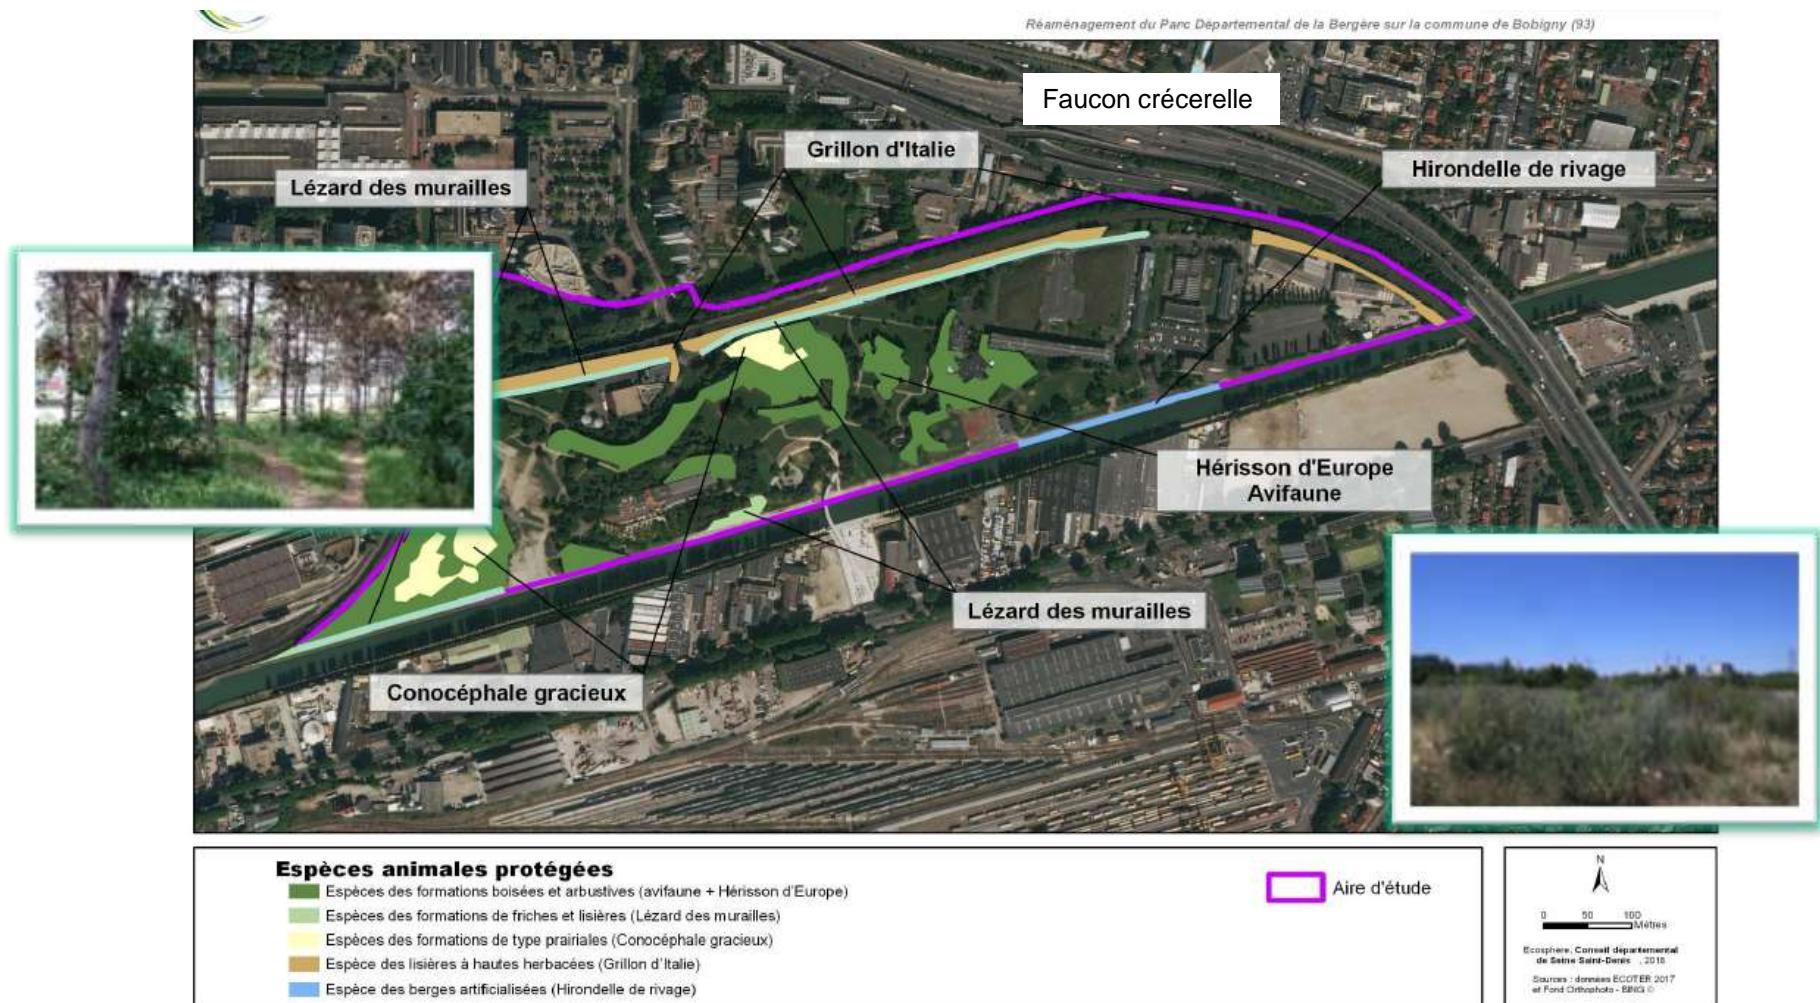 Réaménagement du Parc Départemental de la Bergère sur la commune de Bobigny (93)
Faucon crécerelle
Grillon d'Italie
Hirondelle de rivage
Lézard des murailles
Hérisson d'Europe
Avifaune
Lézard des murailles
Conocéphale gracieux
Espèces animales protégées
Espèces des formations boisées et arbustives (avifaune + Hérisson d'Europe)
Espèces des formations de friches et lisières (Lézard des murailles)
Espèces des formations de type prairiales (Conocéphale gracieux)
Espèce des lisières à hautes herbacées (Grillon d'Italie)
Espèce des berges artificialisées (Hirondelle de rivage)
Aire d'étude
N
0 50 100
Mètres
Ecosphère, Conseil départemental
de Seine Saint-Denis , 2018
Sources : données ECOTER 2017
et Fond Orthophoto - BING ©